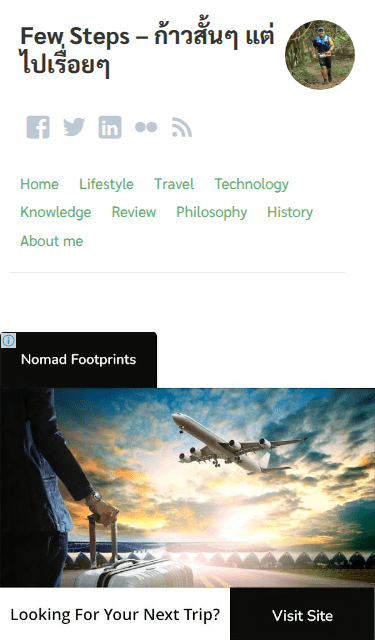 Few Steps – ก้าวสั้นๆ แต่
ไปเรื่อยๆ
Home Lifestyle Travel Technology
Knowledge Review Philosophy History
About me
Nomad Footprints
Looking For Your Next Trip? Visit Site